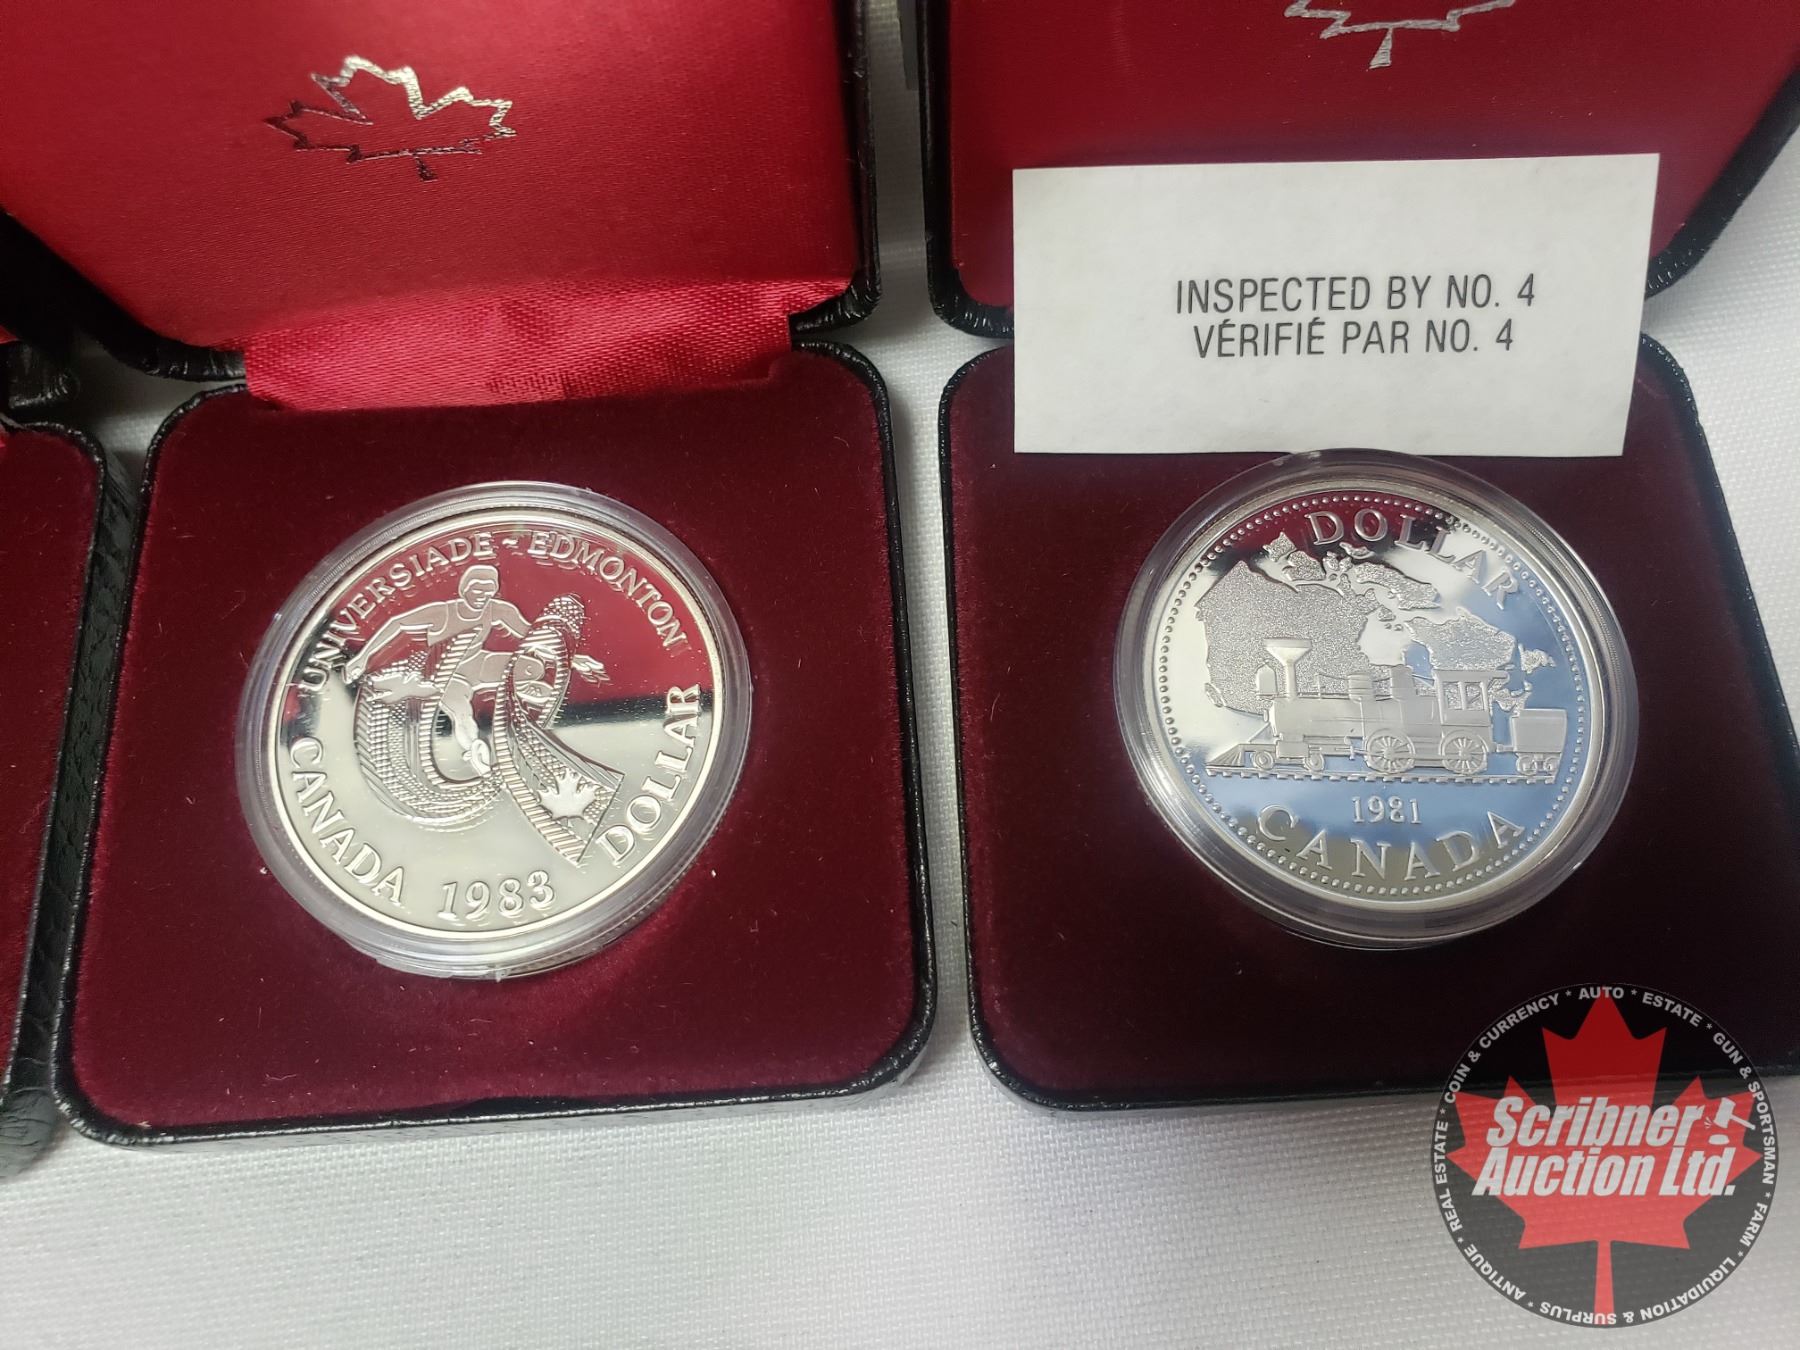 UNIVERSIADE - EDMONTON
CANADA 1983 DOLLAR
INSPECTED BY NO. 4
VÉRIFIÉ PAR NO. 4
DOLLAR
1981
CANADA
Scribner
Auction Ltd.
COIN & CURRENCY * AUTO * ESTATE * GUN & SPORTSMAN * FARM * LIQUIDATION & SURPLUS * ANTIQUE * REAL ESTATE *